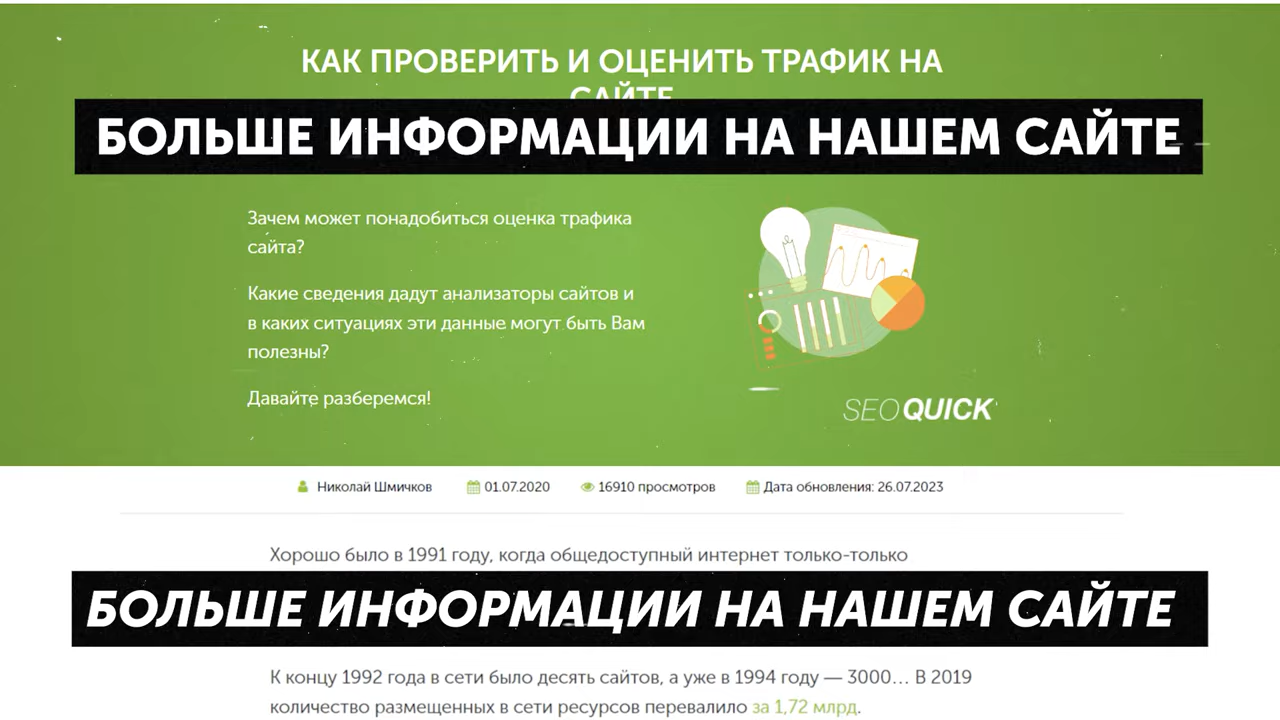 КАК ПРОВЕРИТЬ И ОЦЕНИТЬ ТРАФИК НА
САЙТЕ
БОЛЬШЕ ИНФОРМАЦИИ НА НАШЕМ САЙТЕ
Зачем может понадобиться оценка трафика
сайта?
Какие сведения дадут анализаторы сайтов и
в каких ситуациях эти данные могут быть Вам
полезны?
Давайте разберемся!
SEOQUICK
Николай Шмичков 01.07.2020 16910 просмотров Дата обновления: 26.07.2023
Хорошо было в 1991 году, когда общедоступный интернет только-только
БОЛЬШЕ ИНФОРМАЦИИ НА НАШЕМ САЙТЕ
К концу 1992 года в сети было десять сайтов, а уже в 1994 году — 3000… В 2019
количество размещенных в сети ресурсов перевалило за 1,72 млрд.